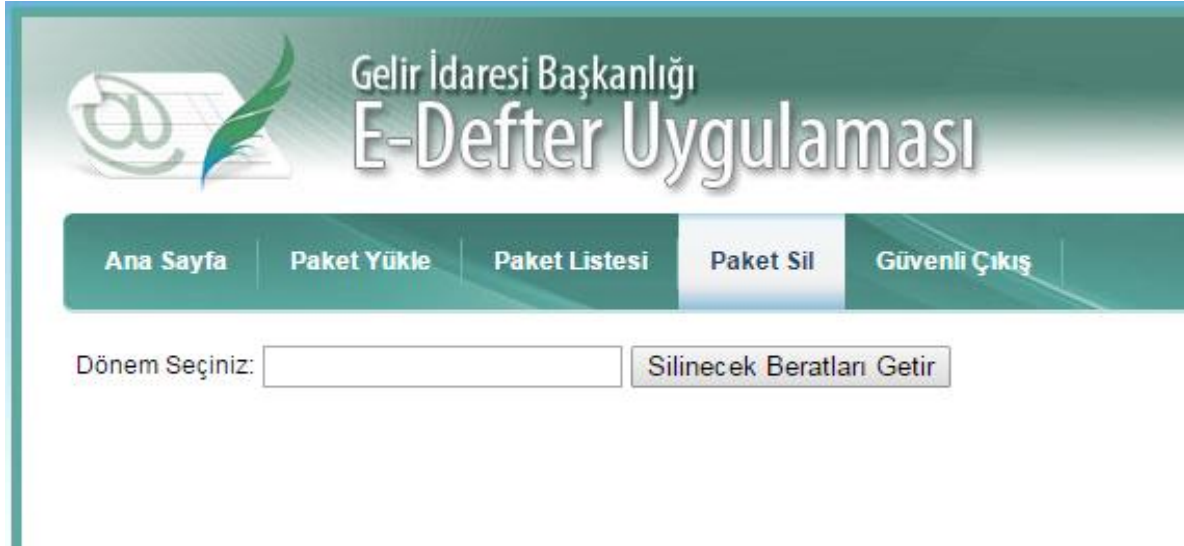 Gelir İdaresi Başkanlığı
E-Defter Uygulaması
Ana Sayfa Paket Yükle Paket Listesi Paket Sil Güvenli Çıkış
Dönem Seçiniz: Silinecek Beratları Getir